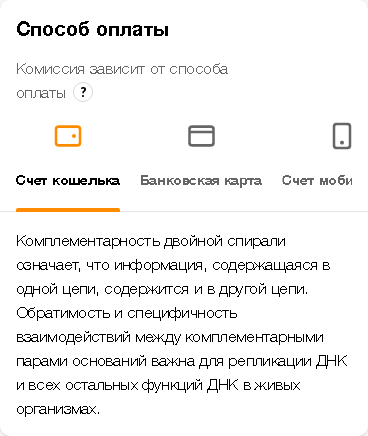 Способ оплаты
Комиссия зависит от способа
оплаты ?
Счет кошелька Банковская карта Счет моби
Комплементарность двойной спирали
означает, что информация, содержащаяся в
одной цепи, содержится и в другой цепи.
Обратимость и специфичность
взаимодействий между комплементарными
парами оснований важна для репликации ДНК
и всех остальных функций ДНК в живых
организмах.